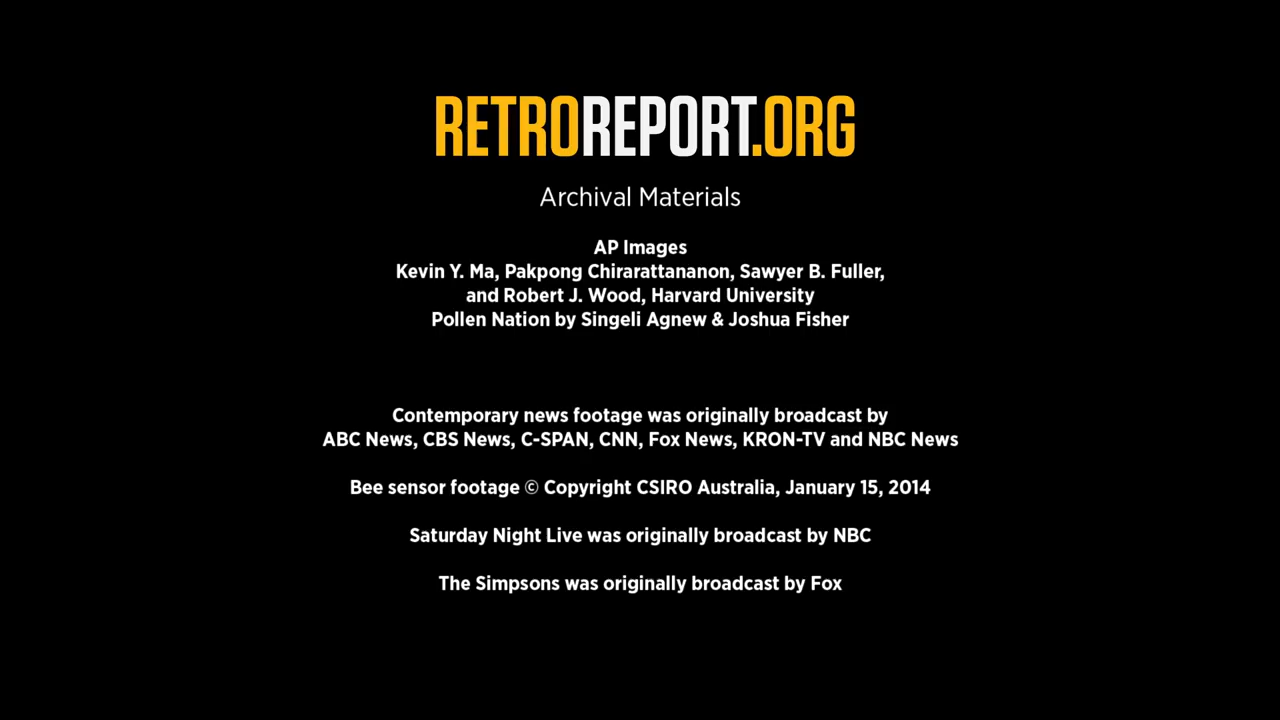 RETROREPORT.ORG
Archival Materials
AP Images
Kevin Y. Ma, Pakpong Chirarattananon, Sawyer B. Fuller,
and Robert J. Wood, Harvard University
Pollen Nation by Singeli Agnew & Joshua Fisher
Contemporary news footage was originally broadcast by
ABC News, CBS News, C-SPAN, CNN, Fox News, KRON-TV and NBC News
Bee sensor footage © Copyright CSIRO Australia, January 15, 2014
Saturday Night Live was originally broadcast by NBC
The Simpsons was originally broadcast by Fox